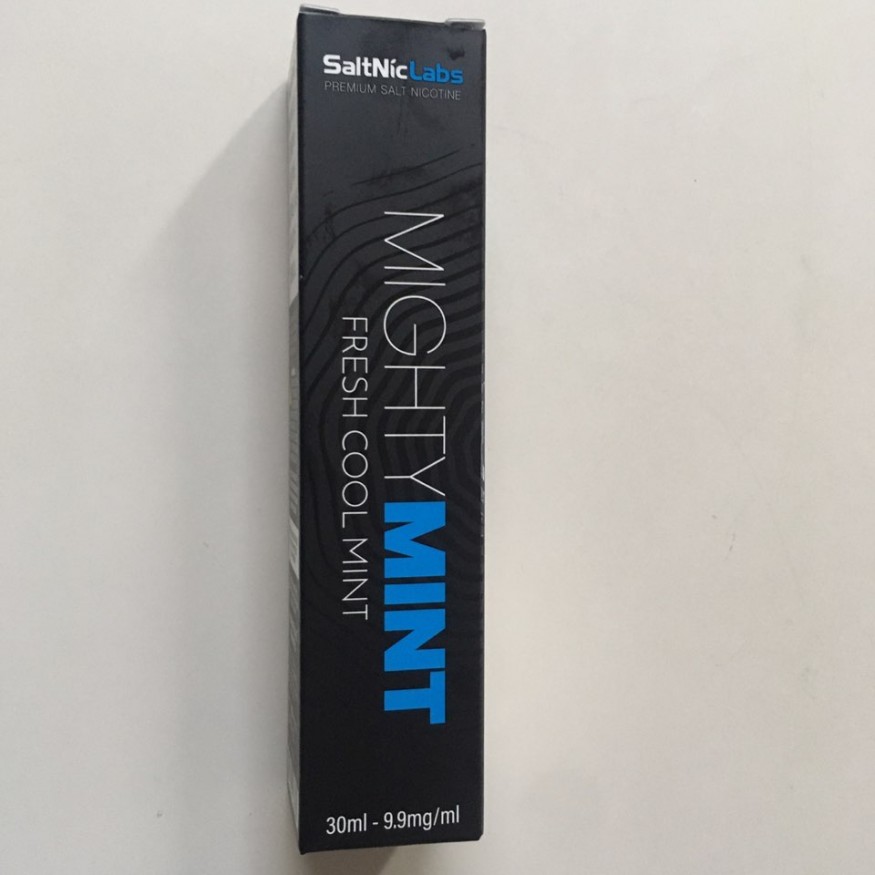 SaltNicLabs
PREMIUM SALT NICOTINE
MIGHTY MINT
FRESH COOL MINT
30ml - 9.9mg/ml